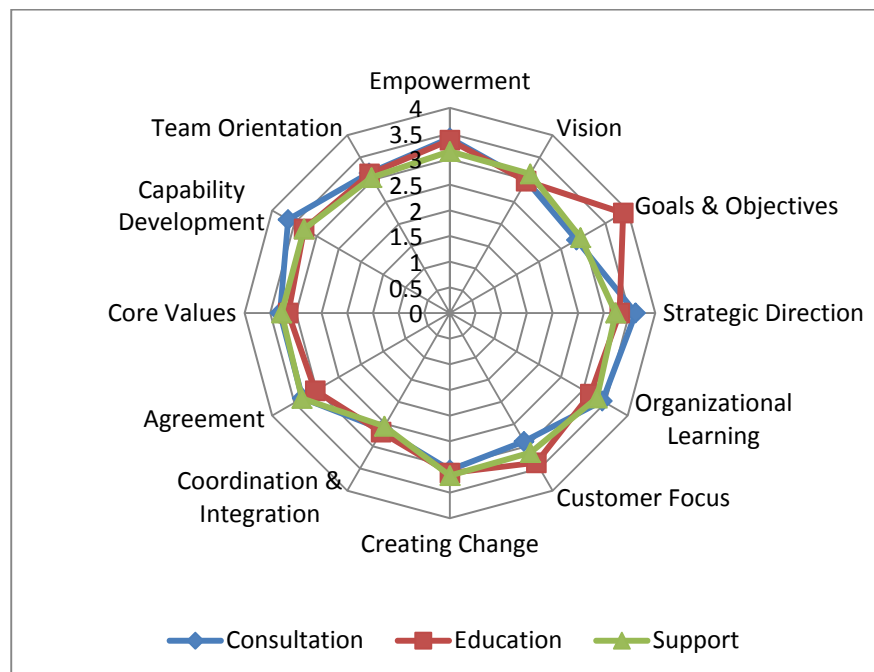 Empowerment
Vision
Goals & Objectives
Strategic Direction
Organizational
Learning
Customer Focus
Creating Change
Coordination &
Integration
Agreement
Core Values
Capability
Development
Team Orientation
4
3.5
3
2.5
2
1.5
1
0.5
0
Consultation
Education
Support